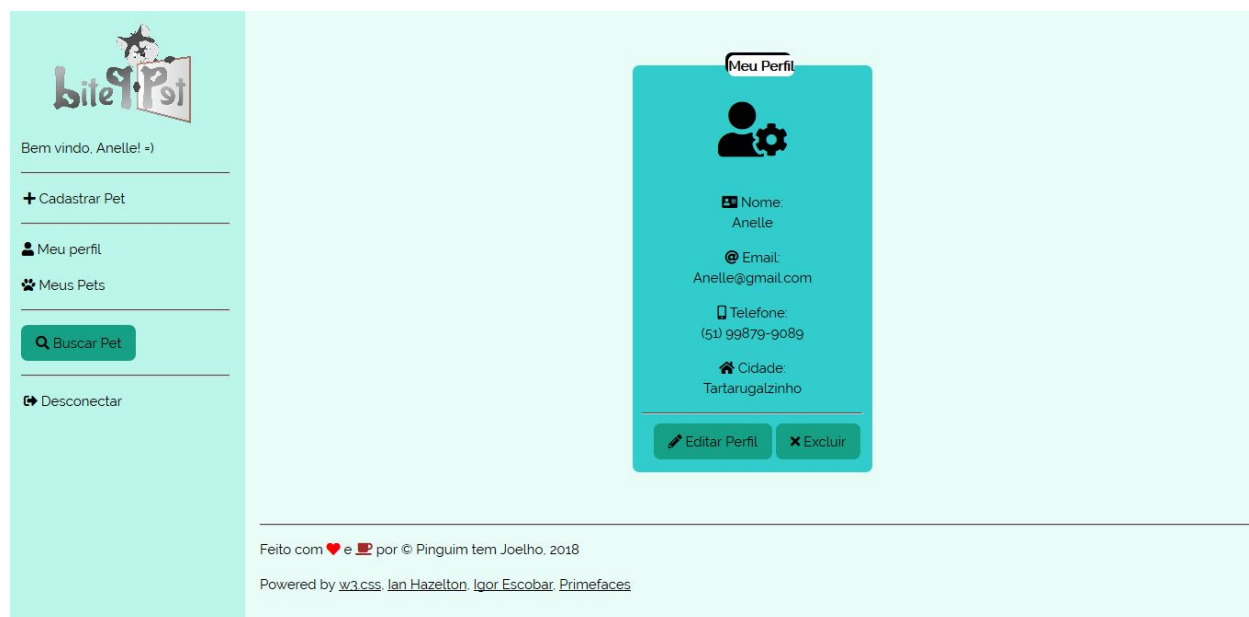 bite Pet
Bem vindo, Anelle! =)
Cadastrar Pet
Meu perfil
Meus Pets
Buscar Pet
Desconectar
Meu Perfil
Nome:
Anelle
@ Email:
Anelle@gmail.com
Telefone:
(51) 99879-9089
Cidade:
Tartarugalzinho
Editar Perfil
Excluir
Feito com ❤ e ☕ por © Pinguim tem Joelho, 2018
Powered by w3.css, Ian Hazelton, Igor Escobar, Primefaces